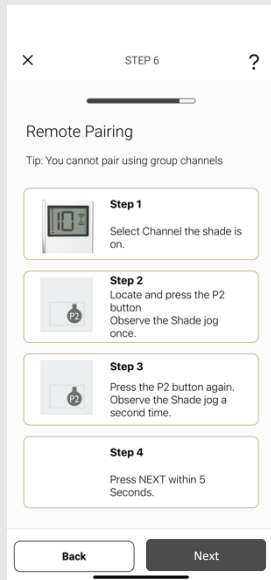 STEP 6
?
Remote Pairing
Tip: You cannot pair using group channels
Step 1
10
Select Channel the shade is
on.
Step 2
Locate and press the P2
button
P2
Observe the Shade jog
once.
Step 3
Press the P2 button again.
P2
Observe the Shade jog a
second time.
Step 4
Press NEXT within 5
Seconds.
Back
Next